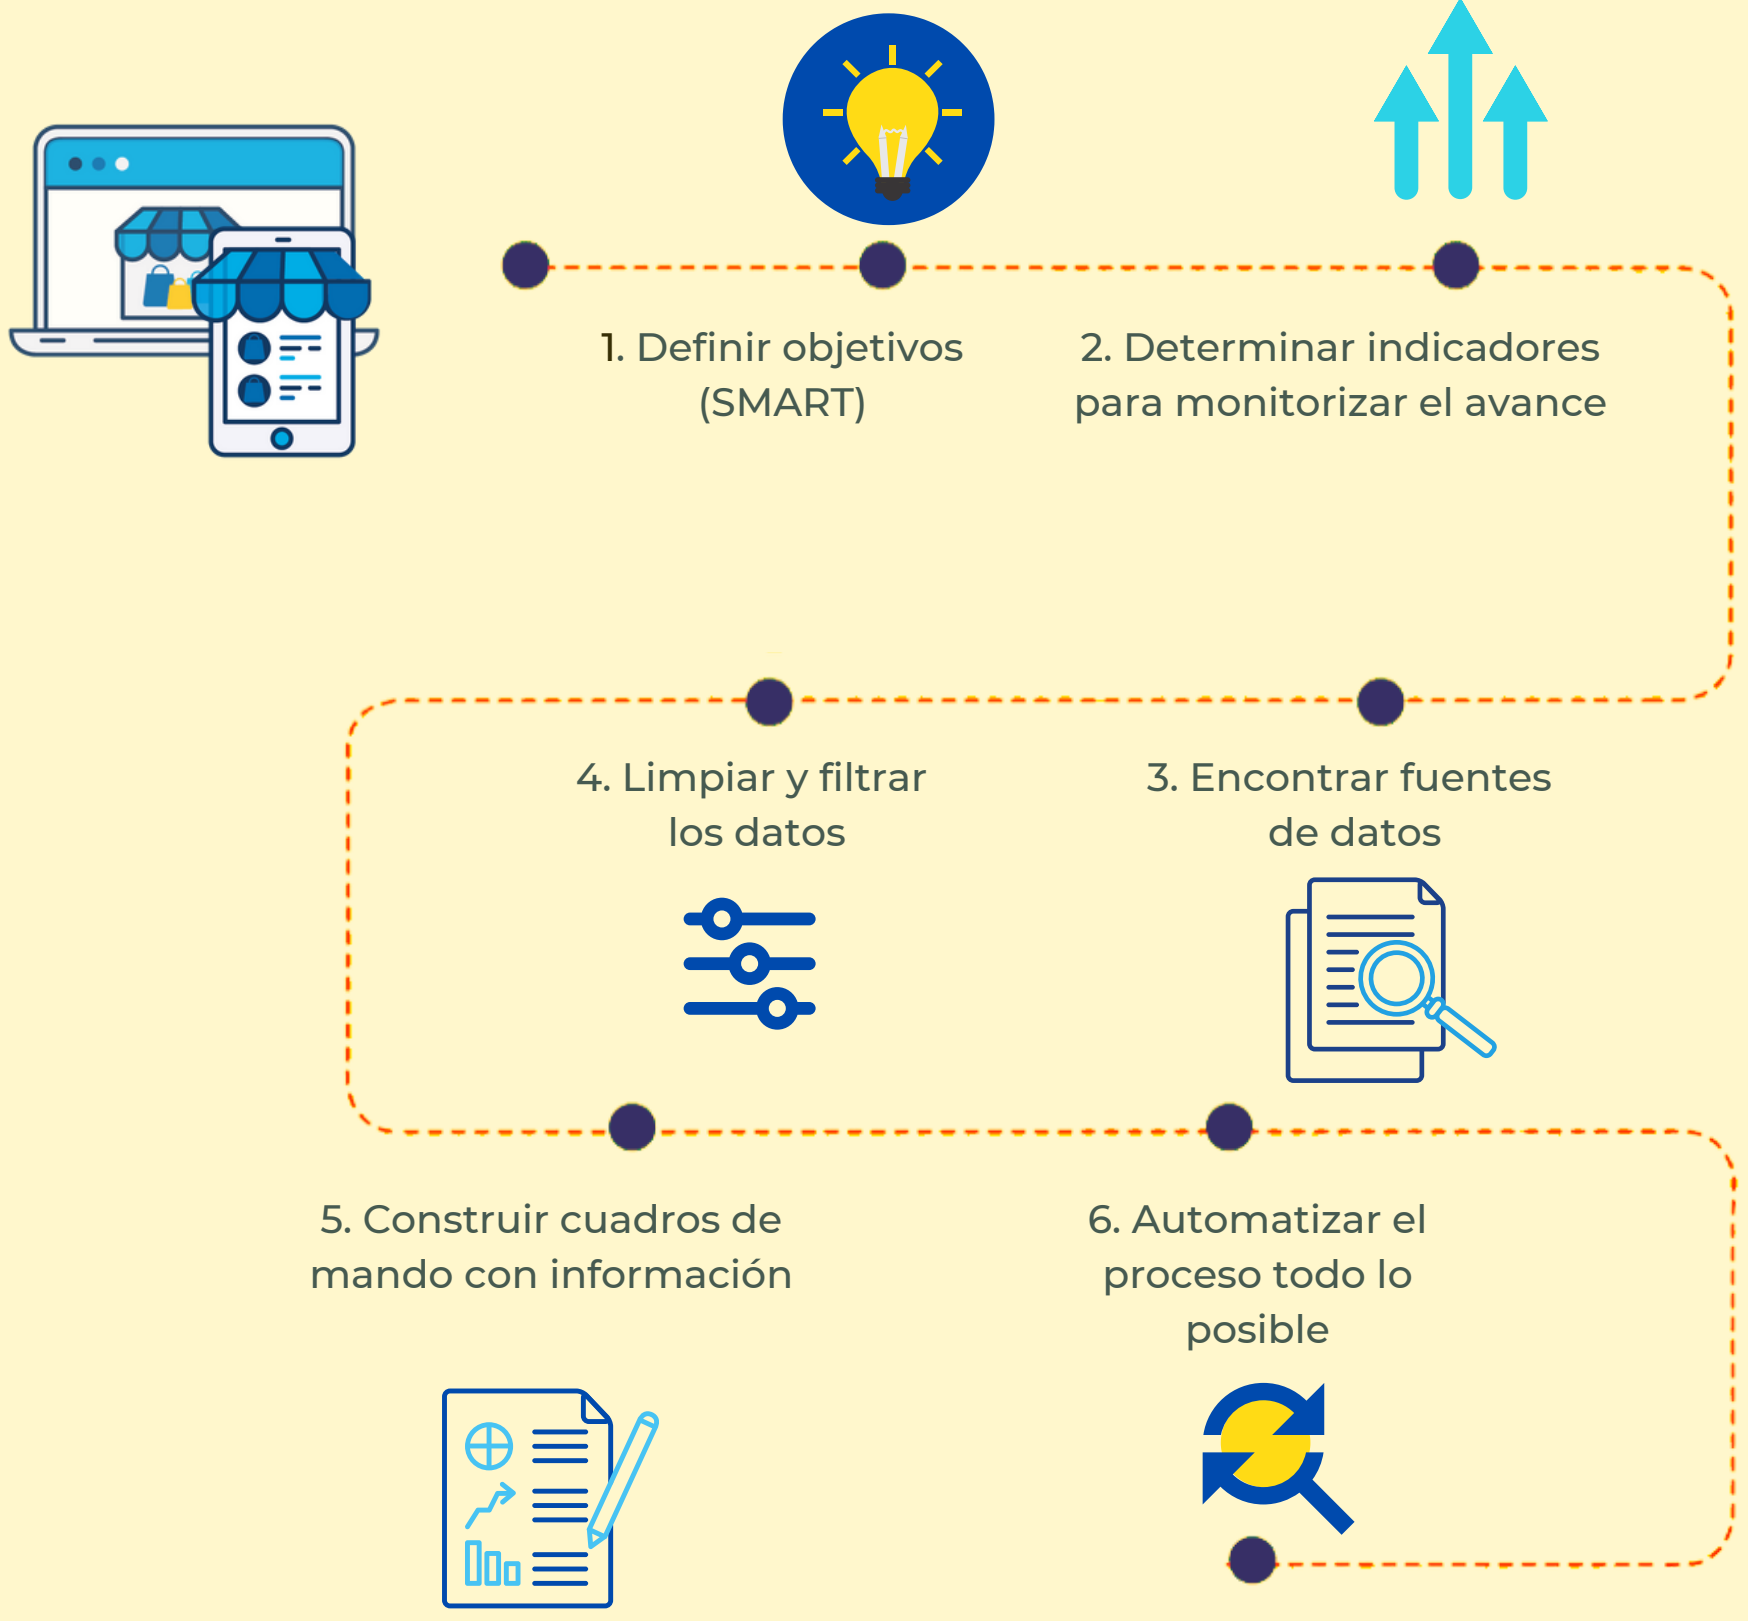 1. Definir objetivos
(SMART)
2. Determinar indicadores
para monitorizar el avance
3. Encontrar fuentes
de datos
4. Limpiar y filtrar
los datos
5. Construir cuadros de
mando con información
6. Automatizar el
proceso todo lo
posible